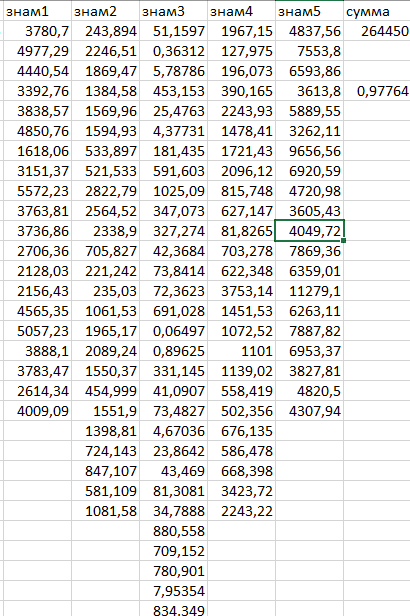 знам1 знам2 знам3 знам4 знам5 сумма
3780,7 243,894 51,1597 1967,15 4837,56 264450
4977,29 2246,51 0,36312 127,975 7553,8
4440,54 1869,47 5,78786 196,073 6593,86
3392,76 1384,58 453,153 390,165 3613,8 0,97764
3838,57 1569,96 25,4763 2243,93 5889,55
4850,76 1594,93 4,37731 1478,41 3262,11
1618,06 533,897 181,435 1721,43 9656,56
3151,37 521,533 591,603 2096,12 6920,59
5572,23 2822,79 1025,09 815,748 4720,98
3763,81 2564,52 347,073 627,147 3605,43
3736,86 2338,9 327,274 81,8265 4049,72
2706,36 705,827 42,3684 703,278 7869,36
2128,03 221,242 73,8414 622,348 6359,01
2156,43 235,03 72,3623 3753,14 11279,1
4565,35 1061,53 691,028 1451,53 6263,11
5057,23 1965,17 0,06497 1072,52 7887,82
3888,1 2089,24 0,89625 1101 6953,37
3783,47 1550,37 331,145 1139,02 3827,81
2614,34 454,999 41,0907 558,419 4820,5
4009,09 1551,9 73,4827 502,356 4307,94
1398,81 4,67036 676,135
724,143 23,8642 586,478
847,107 43,469 668,398
581,109 81,3081 3423,72
1081,58 34,7888 2243,22
880,558
709,152
780,901
7,95354
834,349